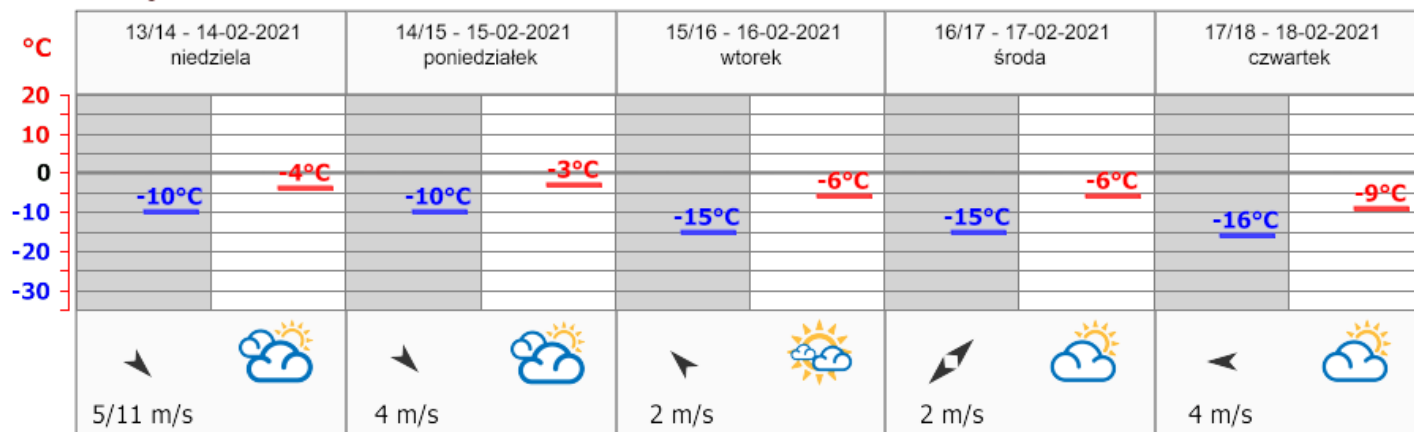 °C
13/14 - 14-02-2021
niedziela
14/15 - 15-02-2021
poniedziałek
15/16 - 16-02-2021
wtorek
16/17 - 17-02-2021
środa
17/18 - 18-02-2021
czwartek
20
10
0
-10
-20
-30
-10°C
-4°C
-10°C
-3°C
-15°C
-6°C
-15°C
-6°C
-16°C
-9°C
5/11 m/s
4 m/s
2 m/s
2 m/s
4 m/s